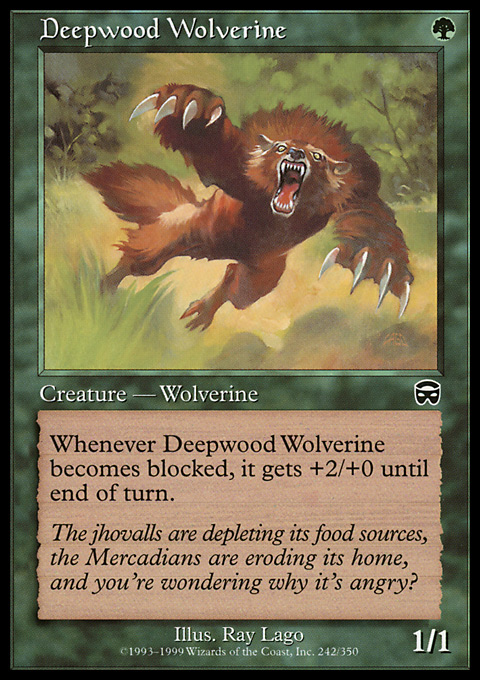 Deepwood Wolverine
Creature — Wolverine
Whenever Deepwood Wolverine
becomes blocked, it gets +2/+0 until
end of turn.
The jhovalls are depleting its food sources,
the Mercadians are eroding its home,
and you're wondering why it's angry?
Illus. Ray Lago
©1993–1999 Wizards of the Coast, Inc. 242/350
1/1